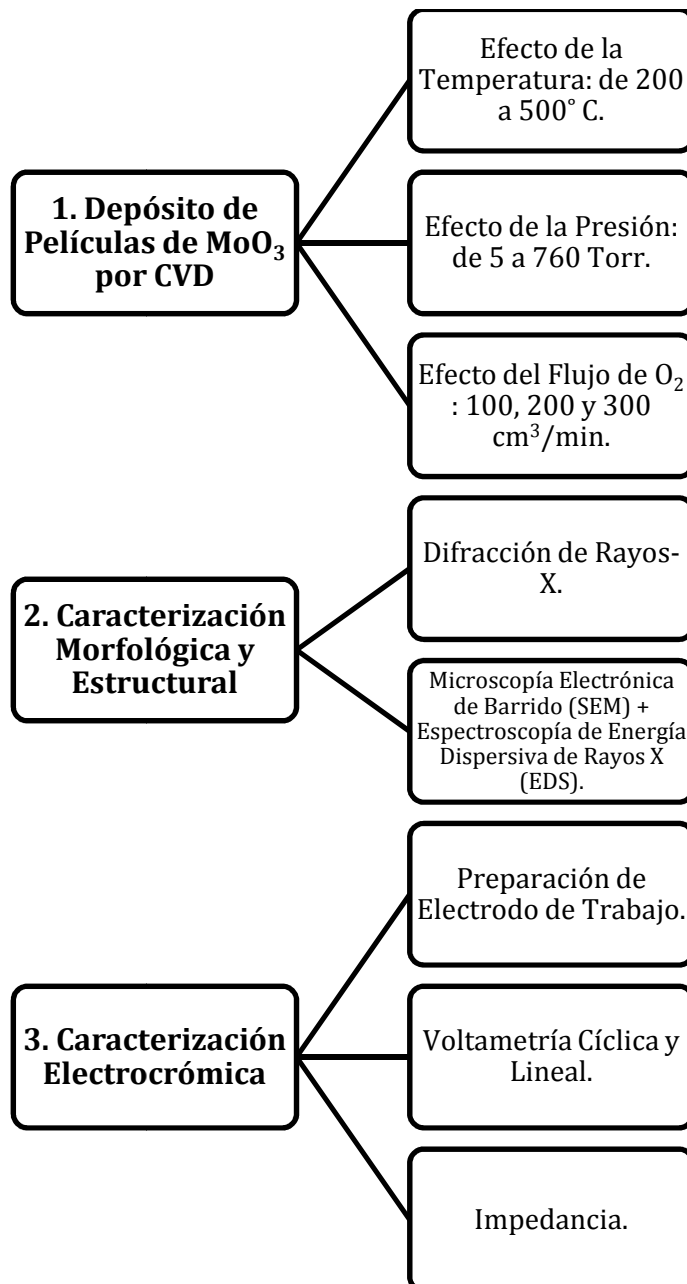 1. Depósito de
Películas de MoO₃
por CVD
Efecto de la
Temperatura: de 200
a 500° C.
Efecto de la Presión:
de 5 a 760 Torr.
Efecto del Flujo de O₂
: 100, 200 y 300
cm³/min.
2. Caracterización
Morfológica y
Estructural
Difracción de Rayos-
X.
Microscopía Electrónica
de Barrido (SEM) +
Espectroscopía de Energía
Dispersiva de Rayos X
(EDS).
3. Caracterización
Electrocrómica
Preparación de
Electrodo de Trabajo.
Voltametría Cíclica y
Lineal.
Impedancia.